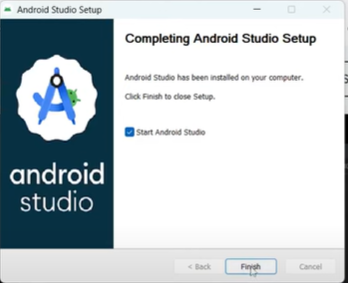 Android Studio Setup
Completing Android Studio Setup
Android Studio has been installed on your computer.
Click Finish to close Setup.
Start Android Studio
android
studio
< Back
Finish
Cancel